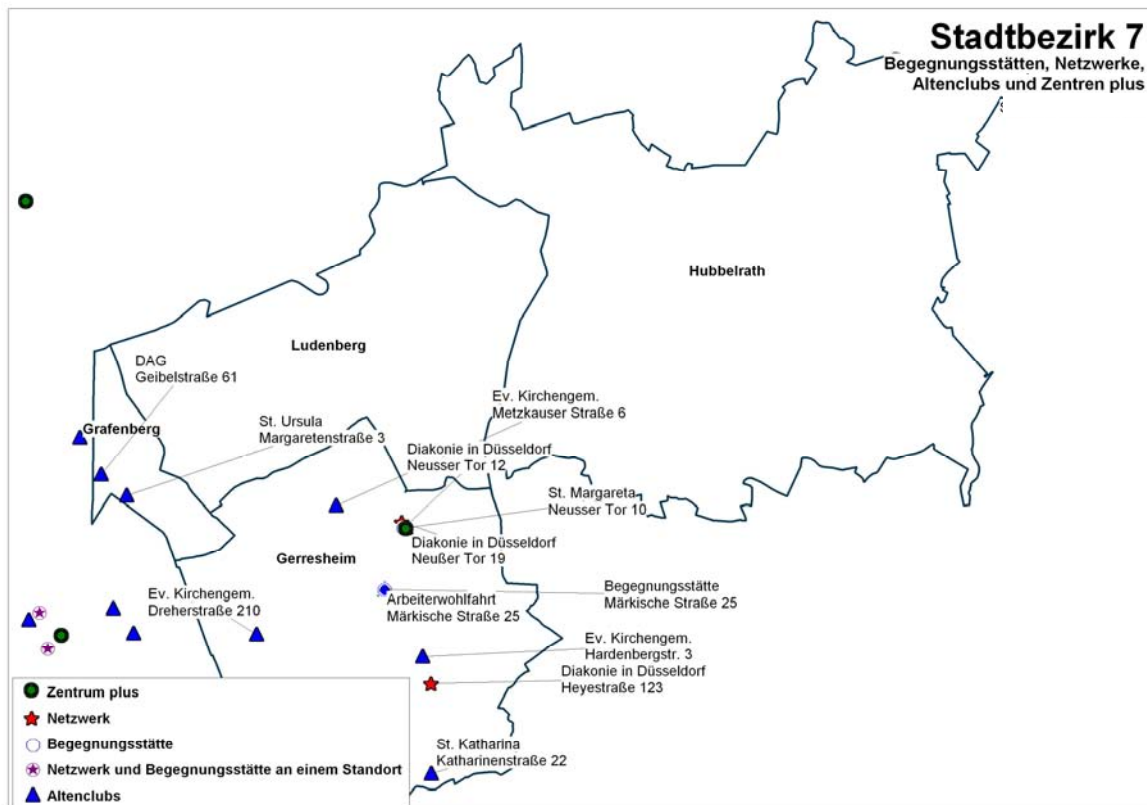 Stadtbezirk 7
Begegnungsstätten, Netzwerke,
Altenclubs und Zentren plus
Hubbelrath
Ludenberg
DAG
Geibelstraße 61
Ev. Kirchengem.
Metzkauser Straße 6
Grafenberg
St. Ursula
Margaretenstraße 3
Diakonie in Düsseldorf
Neusser Tor 12
St. Margareta
Neusser Tor 10
Diakonie in Düsseldorf
Neußer Tor 19
Gerresheim
Ev. Kirchengem.
Dreherstraße 210
Arbeiterwohlfahrt
Märkische Straße 25
Begegnungsstätte
Märkische Straße 25
Ev. Kirchengem.
Hardenbergstr. 3
Diakonie in Düsseldorf
Heyestraße 123
St. Katharina
Katharinenstraße 22
Zentrum plus
Netzwerk
Begegnungsstätte
Netzwerk und Begegnungsstätte an einem Standort
Altenclubs